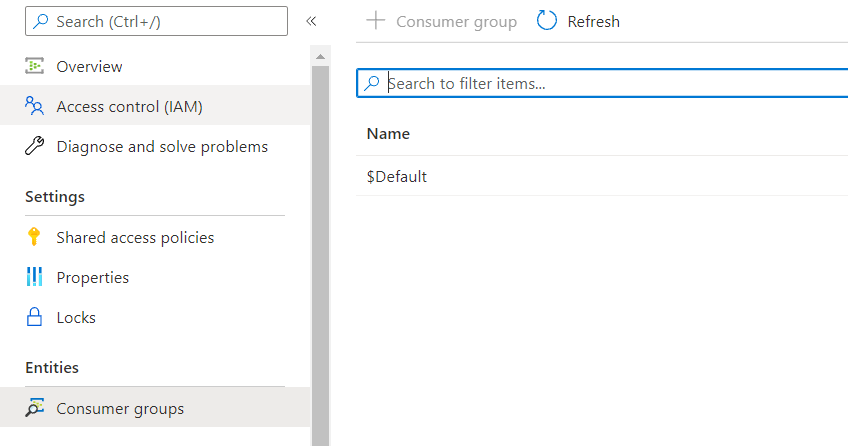 Search (Ctrl+/)
«
Overview
Access control (IAM)
Diagnose and solve problems
Settings
Shared access policies
Properties
Locks
Entities
Consumer groups
+ Consumer group
Refresh
Search to filter items...
Name
$Default